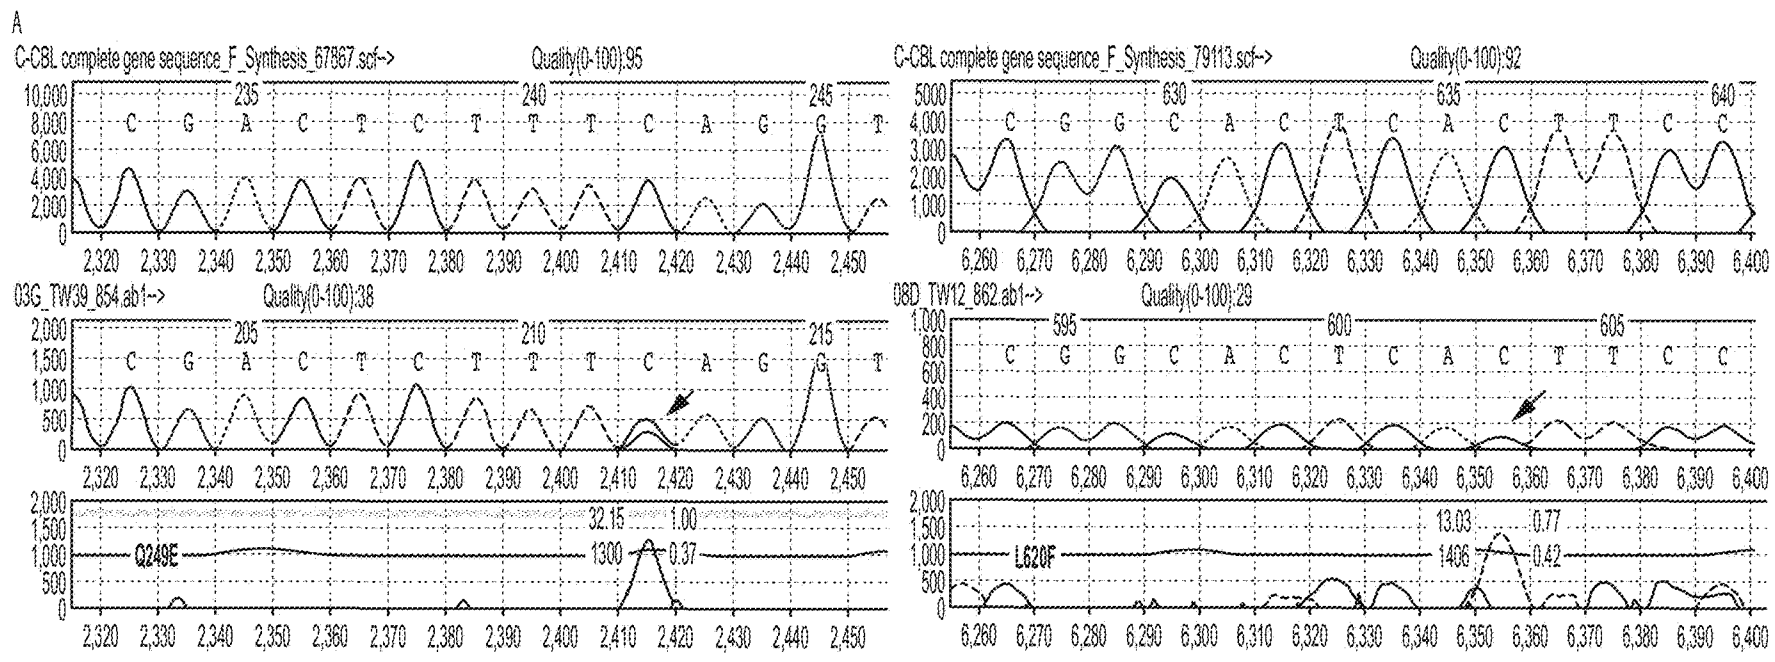 A
C-CBL complete gene sequence_F_Synthesis_67867.scf--> Quality(0-100):95
235 240 245
10,000
8,000
6,000
4,000
2,000
0
C G A C T C T T T C A G G T
2,320 2,330 2,340 2,350 2,360 2,370 2,380 2,390 2,400 2,410 2,420 2,430 2,440 2,450
03G_TW39_854.ab1--> Quality(0-100):38
205 210 215
2,000
1,500
1,000
500
0
C G A C T C T T T C A G G T
2,320 2,330 2,340 2,350 2,360 2,370 2,380 2,390 2,400 2,410 2,420 2,430 2,440 2,450
2,000
1,500
1,000
500
0
32.15 1.00
Q249E 1300 0.37
2,320 2,330 2,340 2,350 2,360 2,370 2,380 2,390 2,400 2,410 2,420 2,430 2,440 2,450
C-CBL complete gene sequence_F_Synthesis_79113.scf--> Quality(0-100):92
630 635 640
5000
4,000
3,000
2,000
1,000
0
C G G C A C T C A C T T C C
6,260 6,270 6,280 6,290 6,300 6,310 6,320 6,330 6,340 6,350 6,360 6,370 6,380 6,390 6,400
08D_TW12_862.ab1--> Quality(0-100):29
595 600 605
1,000
800
600
400
200
0
C G G C A C T C A C T T C C
6,260 6,270 6,280 6,290 6,300 6,310 6,320 6,330 6,340 6,350 6,360 6,370 6,380 6,390 6,400
2,000
1,500
1,000
500
0
13.03 0.77
L620F 1406 0.42
6,260 6,270 6,280 6,290 6,300 6,310 6,320 6,330 6,340 6,350 6,360 6,370 6,380 6,390 6,400